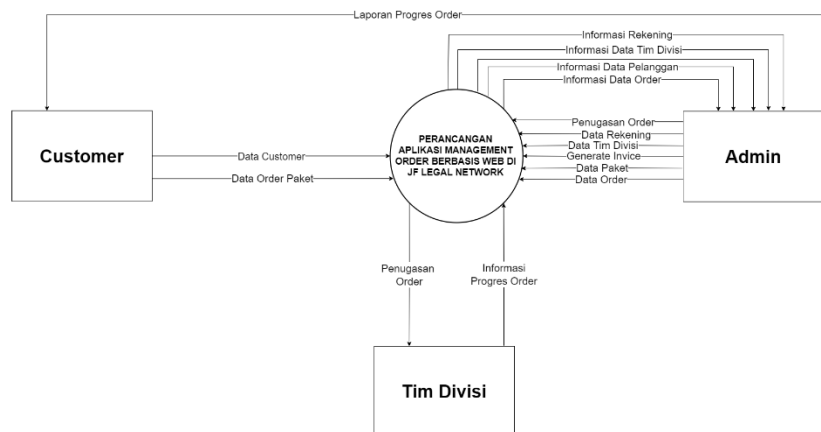 Laporan Progres Order
Informasi Rekening
Informasi Data Tim Divisi
Informasi Data Pelanggan
Informasi Data Order
Customer
Data Customer
Data Order Paket
PERANCANGAN
APLIKASI MANAGEMENT
ORDER BERBASIS WEB DI
JF LEGAL NETWORK
Penugasan Order
Data Rekening
Data Tim Divisi
Generate Invice
Data Paket
Data Order
Admin
Penugasan
Order
Informasi
Progres Order
Tim Divisi